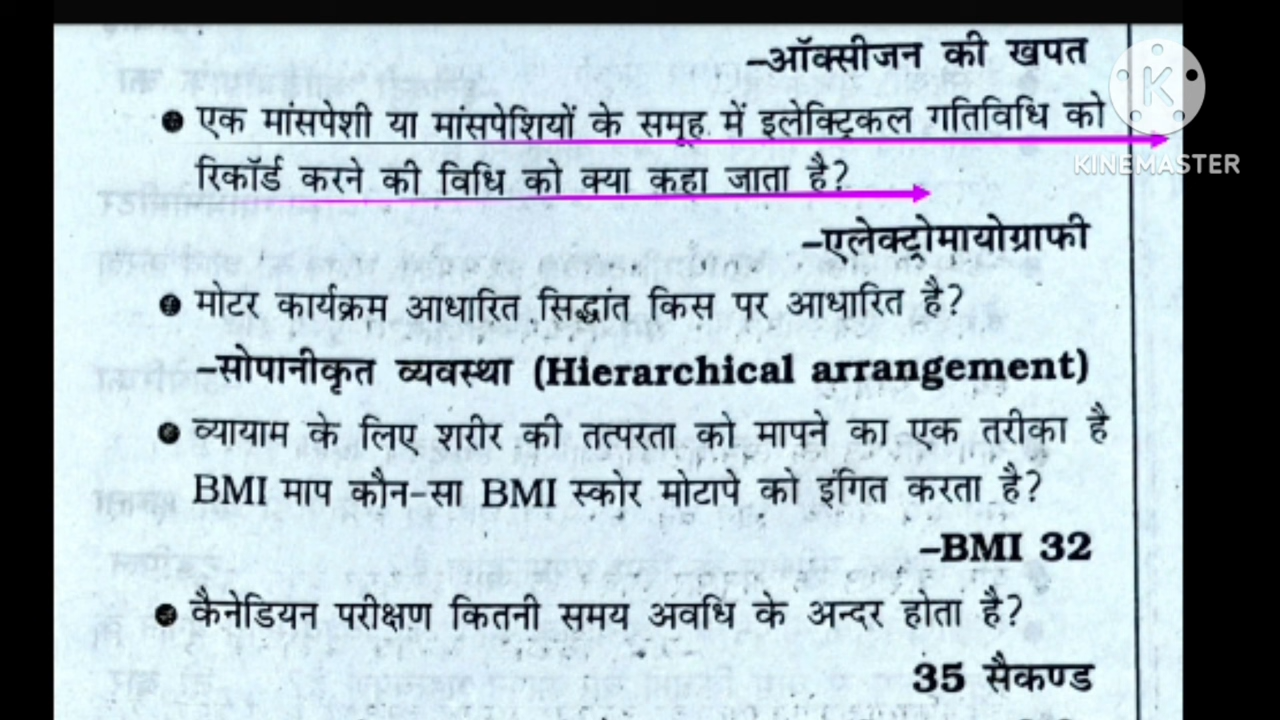 –ऑक्सीजन की खपत
● एक मांसपेशी या मांसपेशियों के समूह में इलेक्ट्रिकल गतिविधि को
रिकॉर्ड करने की विधि को क्या कहा जाता है?
–एलेक्ट्रोमायोग्राफी
● मोटर कार्यक्रम आधारित सिद्धांत किस पर आधारित है?
–सोपानीकृत व्यवस्था (Hierarchical arrangement)
● व्यायाम के लिए शरीर की तत्परता को मापने का एक तरीका है
BMI माप कौन-सा BMI स्कोर मोटापे को इंगित करता है?
–BMI 32
● कैनेडियन परीक्षण कितनी समय अवधि के अन्दर होता है?
35 सैकण्ड
K
KINEMASTER